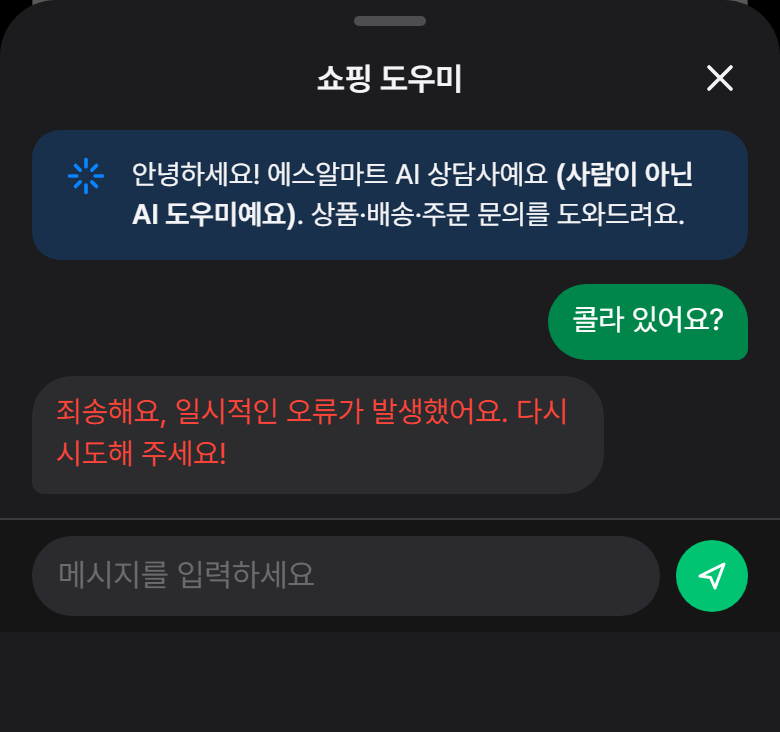 쇼핑 도우미
안녕하세요! 에스알마트 AI 상담사예요 (사람이 아닌
AI 도우미예요). 상품·배송·주문 문의를 도와드려요.
콜라 있어요?
죄송해요, 일시적인 오류가 발생했어요. 다시
시도해 주세요!
메시지를 입력하세요